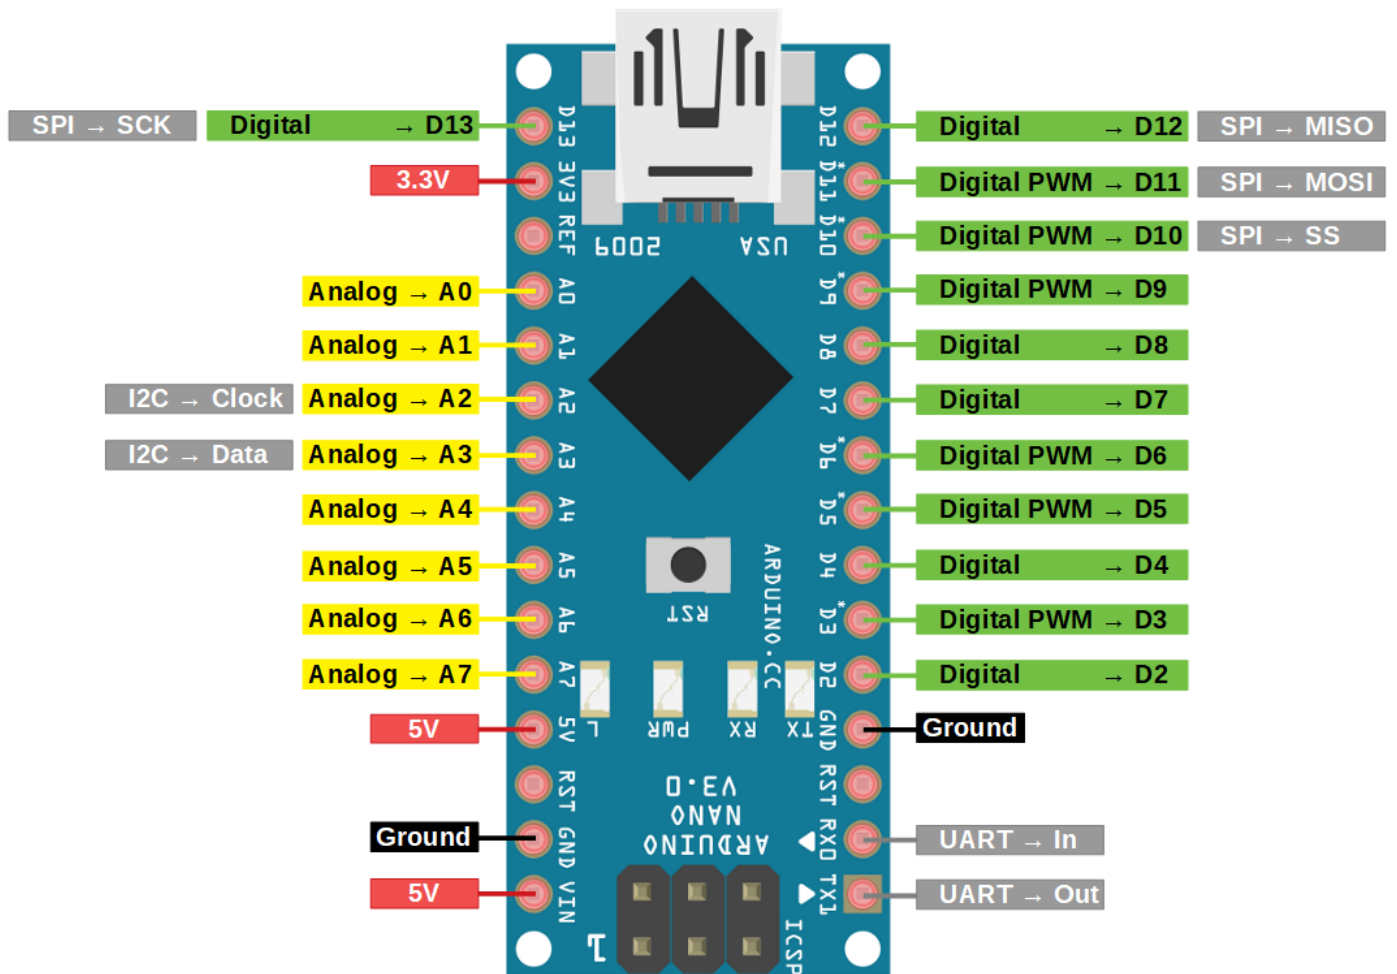 SPI → SCK
Digital → D13
3.3V
Analog → A0
Analog → A1
I2C → Clock
Analog → A2
I2C → Data
Analog → A3
Analog → A4
Analog → A5
Analog → A6
Analog → A7
5V
Ground
5V
D13
3V3
REF
A0
A1
A2
A3
A4
A5
A6
A7
5V
RST
GND
VIN
2009
USA
RST
ARDUINO.CC
L
PWR
RX
TX
ARDUINO
NANO
V3.0
1
ICSP
D12
D11*
D10*
D9*
D8
D7
D6*
D5*
D4
D3*
D2
GND
RST
RX0
TX1
Digital → D12
SPI → MISO
Digital PWM → D11
SPI → MOSI
Digital PWM → D10
SPI → SS
Digital PWM → D9
Digital → D8
Digital → D7
Digital PWM → D6
Digital PWM → D5
Digital → D4
Digital PWM → D3
Digital → D2
Ground
UART → In
UART → Out